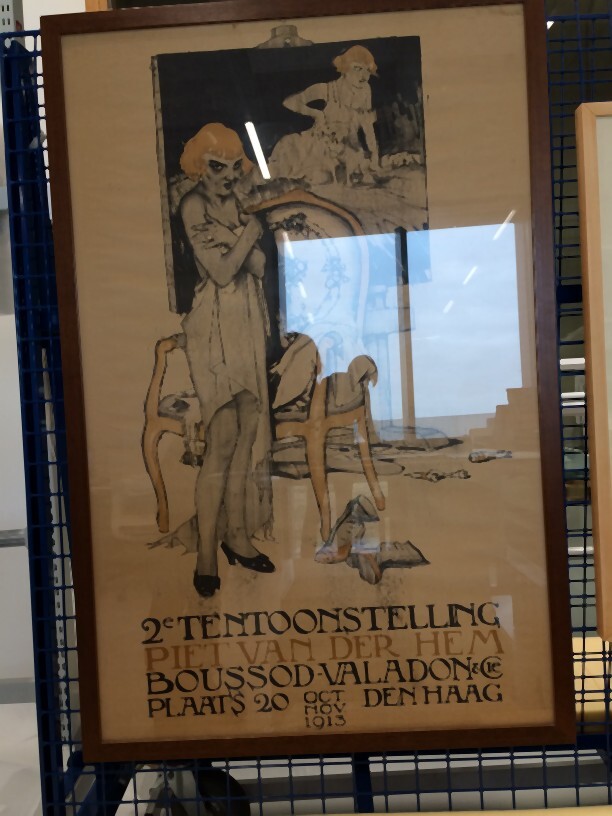 2e TENTOONSTELLING
PIET VAN DER HEM
BOUSSOD·VALADON & Cie
PLAATS 20 OCT NOV 1913 DEN HAAG